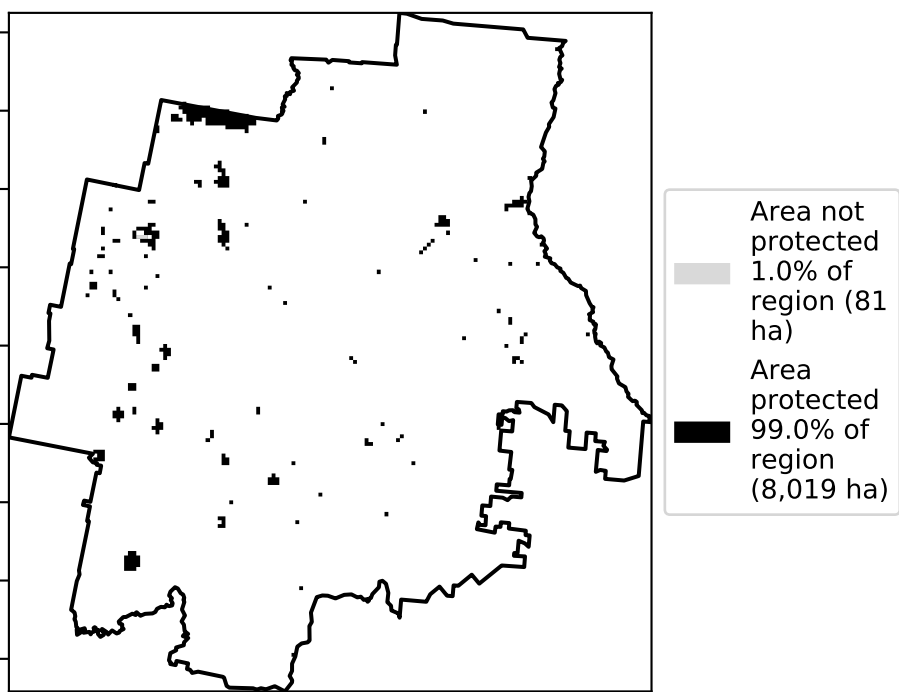 Area not
protected
1.0% of
region (81
ha)
Area
protected
99.0% of
region
(8,019 ha)